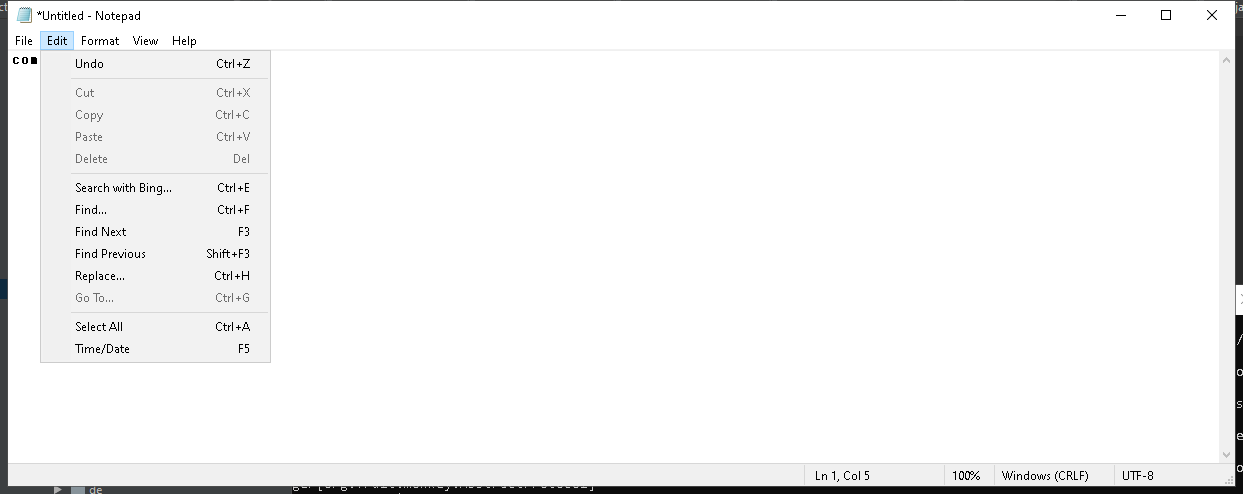 *Untitled - Notepad
File Edit Format View Help
com
Undo Ctrl+Z
Cut Ctrl+X
Copy Ctrl+C
Paste Ctrl+V
Delete Del
Search with Bing... Ctrl+E
Find... Ctrl+F
Find Next F3
Find Previous Shift+F3
Replace... Ctrl+H
Go To... Ctrl+G
Select All Ctrl+A
Time/Date F5
Ln 1, Col 5 100% Windows (CRLF) UTF-8
de